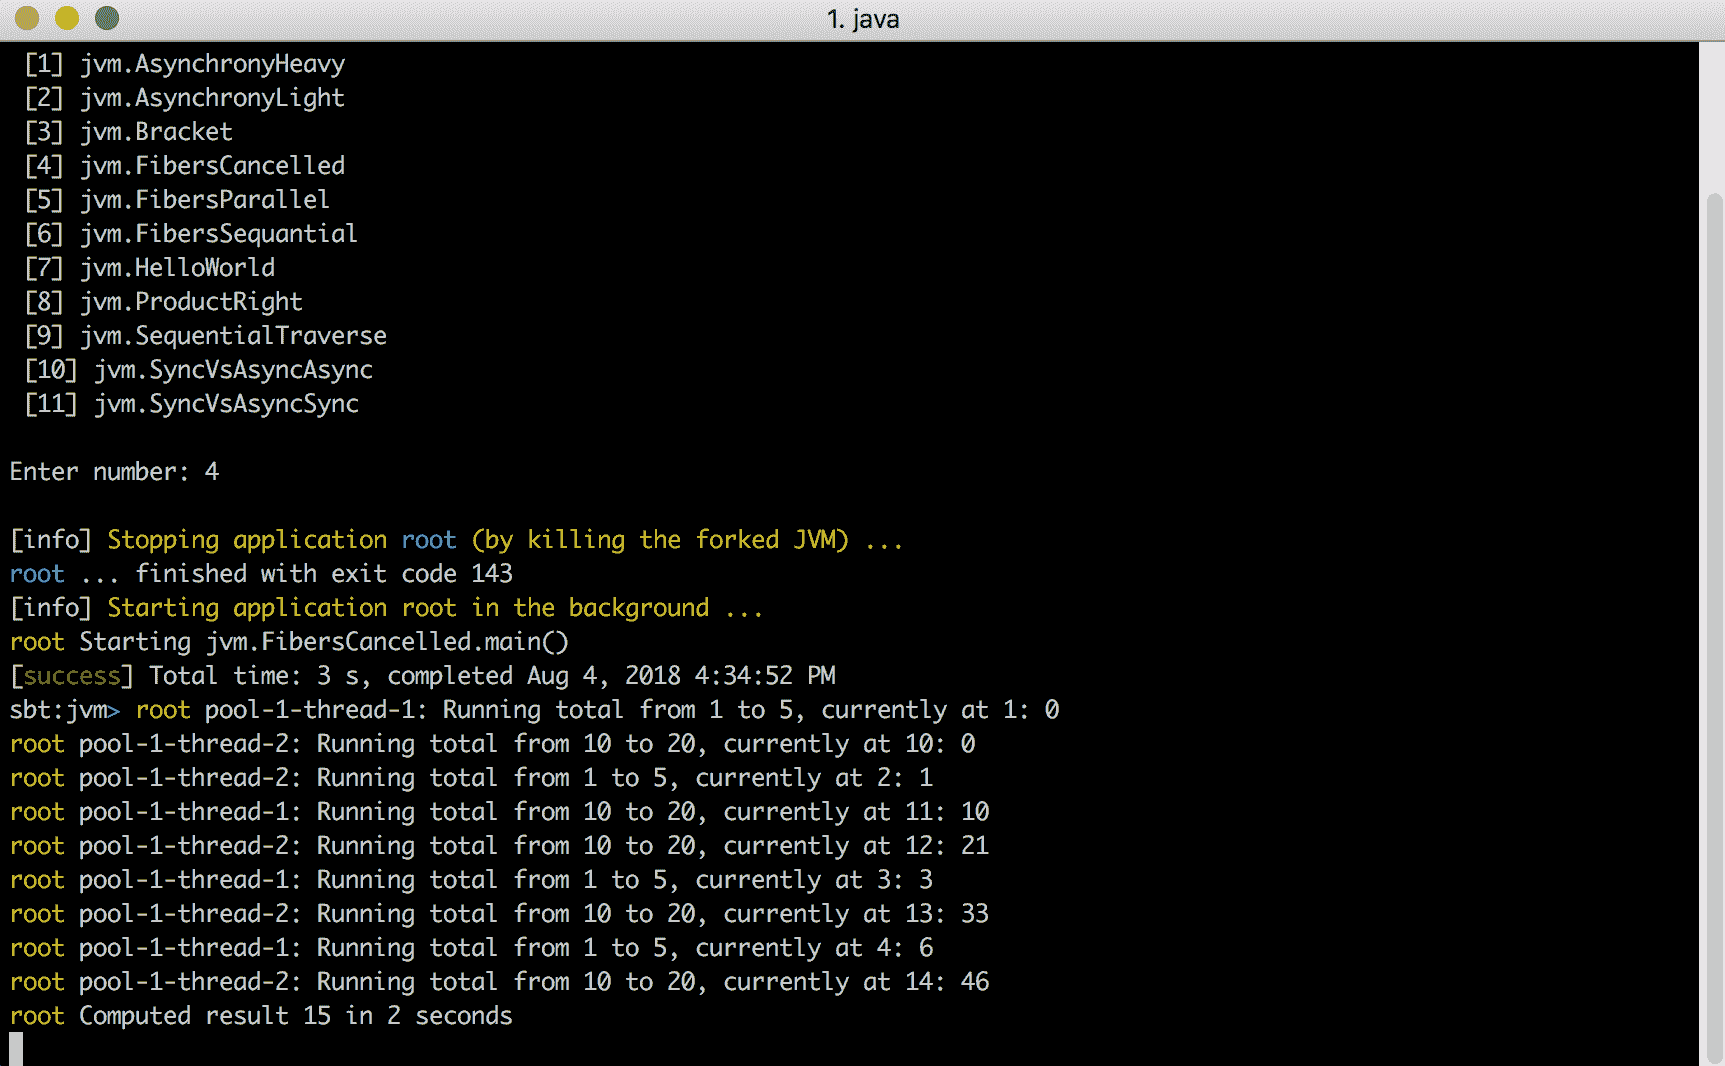 1. java
[1] jvm.AsynchronyHeavy
[2] jvm.AsynchronyLight
[3] jvm.Bracket
[4] jvm.FibersCancelled
[5] jvm.FibersParallel
[6] jvm.FibersSequantial
[7] jvm.HelloWorld
[8] jvm.ProductRight
[9] jvm.SequentialTraverse
[10] jvm.SyncVsAsyncAsync
[11] jvm.SyncVsAsyncSync
Enter number: 4
[info] Stopping application root (by killing the forked JVM) ...
root ... finished with exit code 143
[info] Starting application root in the background ...
root Starting jvm.FibersCancelled.main()
[success] Total time: 3 s, completed Aug 4, 2018 4:34:52 PM
sbt:jvm> root pool-1-thread-1: Running total from 1 to 5, currently at 1: 0
root pool-1-thread-2: Running total from 10 to 20, currently at 10: 0
root pool-1-thread-2: Running total from 1 to 5, currently at 2: 1
root pool-1-thread-1: Running total from 10 to 20, currently at 11: 10
root pool-1-thread-2: Running total from 10 to 20, currently at 12: 21
root pool-1-thread-1: Running total from 1 to 5, currently at 3: 3
root pool-1-thread-2: Running total from 10 to 20, currently at 13: 33
root pool-1-thread-1: Running total from 1 to 5, currently at 4: 6
root pool-1-thread-2: Running total from 10 to 20, currently at 14: 46
root Computed result 15 in 2 seconds